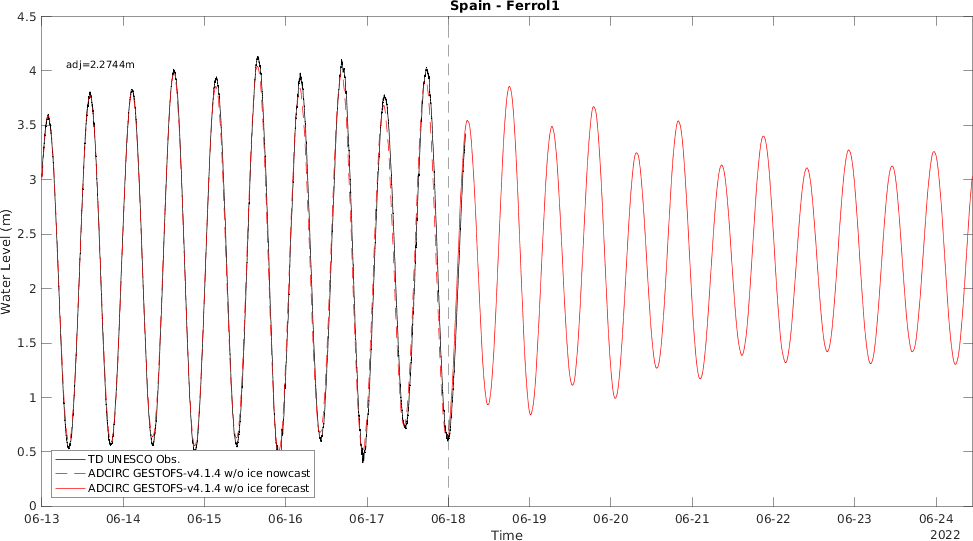 Spain - Ferrol1
4.5
adj=2.2744m
4
3.5
3
2.5
2
1.5
1
0.5
0
Water Level (m)
TD UNESCO Obs.
ADCIRC GESTOFS-v4.1.4 w/o ice nowcast
ADCIRC GESTOFS-v4.1.4 w/o ice forecast
06-13 06-14 06-15 06-16 06-17 06-18 06-19 06-20 06-21 06-22 06-23 06-24
Time
2022